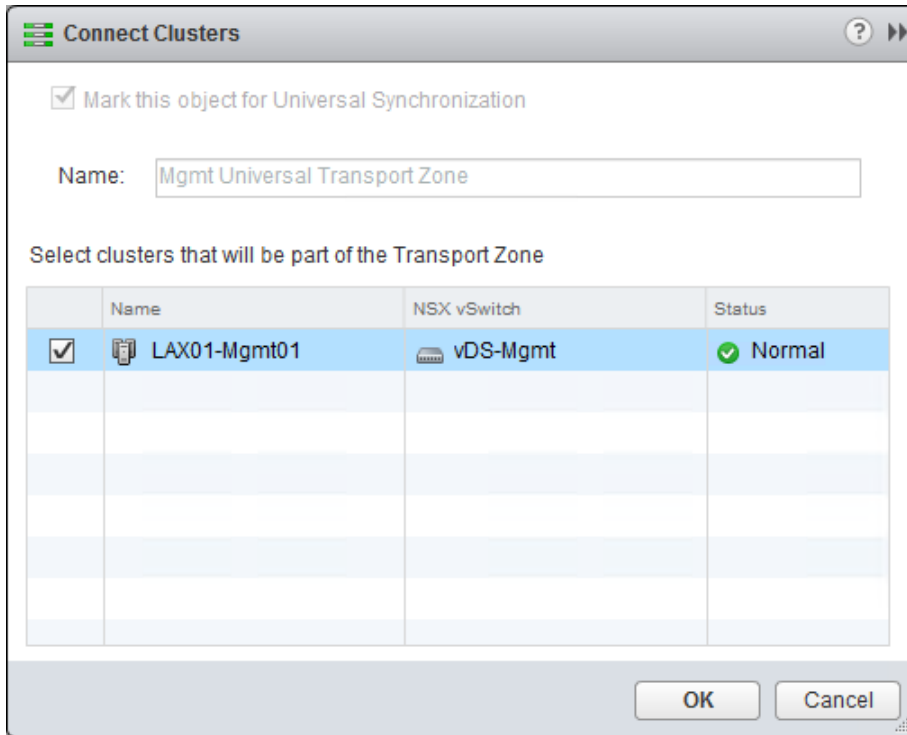 Connect Clusters
?
Mark this object for Universal Synchronization
Name: Mgmt Universal Transport Zone
Select clusters that will be part of the Transport Zone
Name NSX vSwitch Status
LAX01-Mgmt01 vDS-Mgmt Normal
OK Cancel